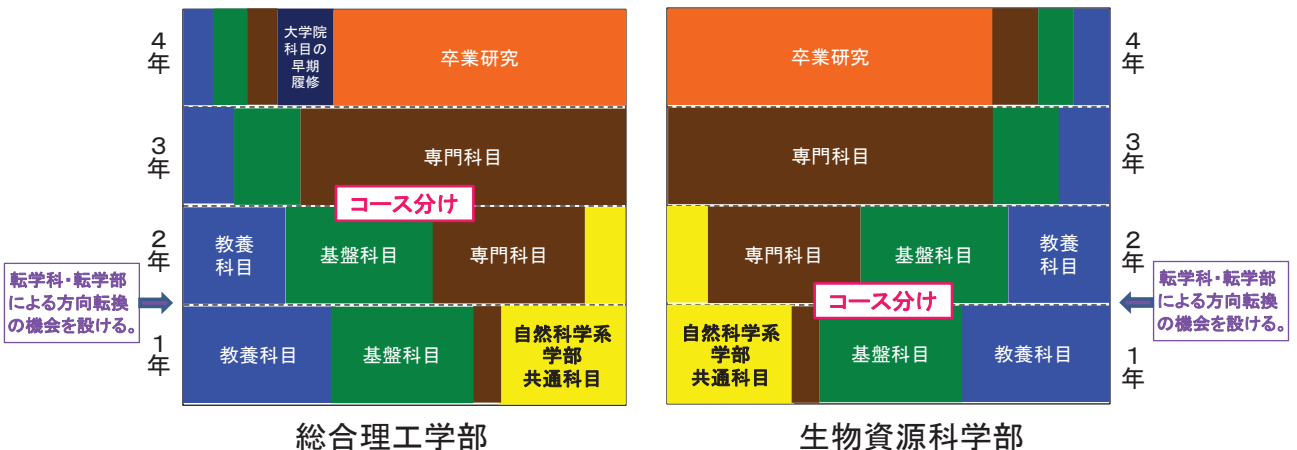 4
年
大学院
科目の
早期
履修
卒業研究
3
年
専門科目
コース分け
2
年
教養
科目
基盤科目
専門科目
転学科・転学部
による方向転換
の機会を設ける。
1
年
教養科目
基盤科目
自然科学系
学部
共通科目
総合理工学部
卒業研究
4
年
専門科目
3
年
専門科目
基盤科目
教養
科目
2
年
コース分け
転学科・転学部
による方向転換
の機会を設ける。
自然科学系
学部
共通科目
基盤科目
教養科目
1
年
生物資源科学部